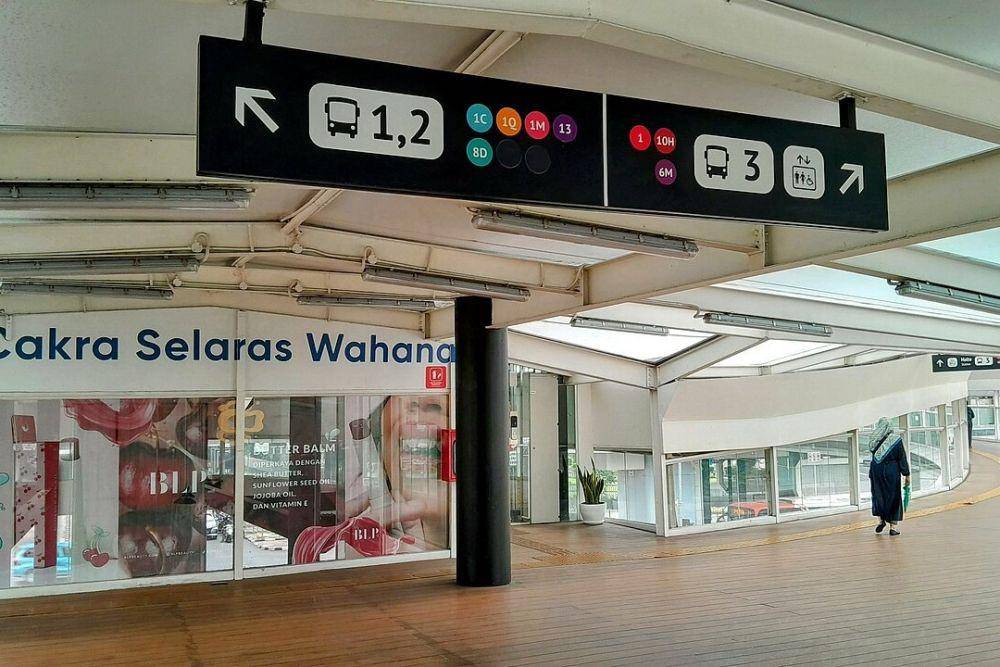 1,2
1C 1Q 1M 13
8D
1 10H
6M
3
Cakra Selaras Wahana
BUTTER BALM
DIPERKAYA DENGAN
SHEA BUTTER,
SUNFLOWER SEED OIL,
JOJOBA OIL,
DAN VITAMIN E
BLP
BLP
3